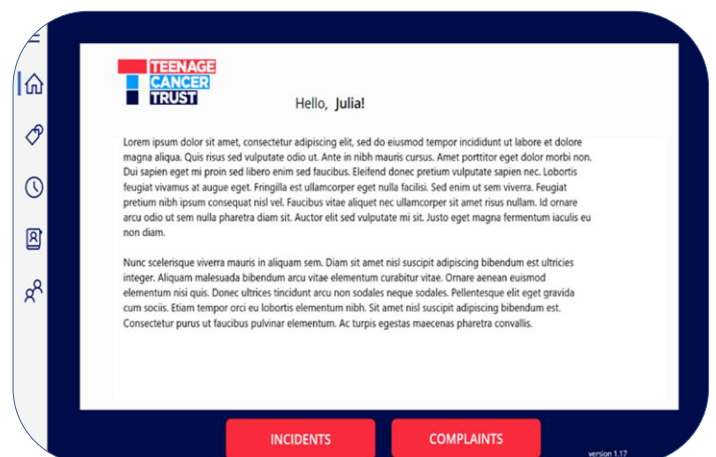 TEENAGE
CANCER
TRUST
Hello, Julia!
Lorem ipsum dolor sit amet, consectetur adipiscing elit, sed do eiusmod tempor incididunt ut labore et dolore
magna aliqua. Quis risus sed vulputate odio ut. Ante in nibh mauris cursus. Amet porttitor eget dolor morbi non.
Dui sapien eget mi proin sed libero enim sed faucibus. Eleifend donec pretium vulputate sapien nec. Lobortis
feugiat vivamus at augue eget. Fringilla est ullamcorper eget nulla facilisi. Sed enim ut sem viverra. Feugiat
pretium nibh ipsum consequat nisl vel. Faucibus vitae aliquet nec ullamcorper sit amet risus nullam. Id ornare
arcu odio ut sem nulla pharetra diam sit. Auctor elit sed vulputate mi sit. Justo eget magna fermentum iaculis eu
non diam.
Nunc scelerisque viverra mauris in aliquam sem. Diam sit amet nisl suscipit adipiscing bibendum est ultricies
integer. Aliquam malesuada bibendum arcu vitae elementum curabitur vitae. Ornare aenean euismod
elementum nisi quis. Donec ultrices tincidunt arcu non sodales neque sodales. Pellentesque elit eget gravida
cum sociis. Etiam tempor orci eu lobortis elementum nibh. Sit amet nisl suscipit adipiscing bibendum est.
Consectetur purus ut faucibus pulvinar elementum. Ac turpis egestas maecenas pharetra convallis.
INCIDENTS
COMPLAINTS
version 1.17